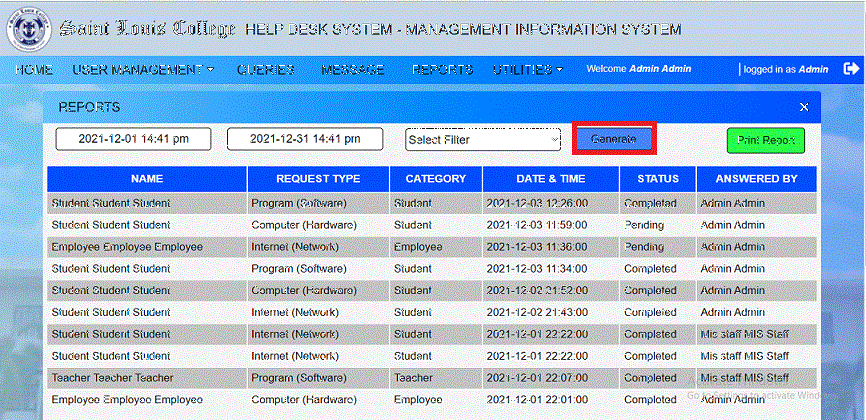 Saint Louis College HELP DESK SYSTEM - MANAGEMENT INFORMATION SYSTEM
HOME USER MANAGEMENT QUERIES MESSAGE REPORTS UTILITIES Welcome Admin Admin logged in as Admin
REPORTS ×
2021-12-01 14:41 pm 2021-12-31 14:41 pm Select Filter Generate Print Report
NAME REQUEST TYPE CATEGORY DATE & TIME STATUS ANSWERED BY
Student Student Student Program (Software) Student 2021-12-03 12:26:00 Completed Admin Admin
Student Student Student Computer (Hardware) Student 2021-12-03 11:59:00 Pending Admin Admin
Employee Employee Employee Internet (Network) Employee 2021-12-03 11:36:00 Pending Admin Admin
Student Student Student Program (Software) Student 2021-12-03 11:34:00 Completed Admin Admin
Student Student Student Computer (Hardware) Student 2021-12-02 21:52:00 Completed Admin Admin
Student Student Student Internet (Network) Student 2021-12-02 21:43:00 Completed Admin Admin
Student Student Student Internet (Network) Student 2021-12-01 22:22:00 Completed Mis staff MIS Staff
Student Student Student Internet (Network) Student 2021-12-01 22:22:00 Completed Mis staff MIS Staff
Teacher Teacher Teacher Program (Software) Teacher 2021-12-01 22:07:00 Completed Mis staff MIS Staff
Employee Employee Employee Computer (Hardware) Employee 2021-12-01 22:01:00 Completed Admin Admin
Go to Settings to activate Windows